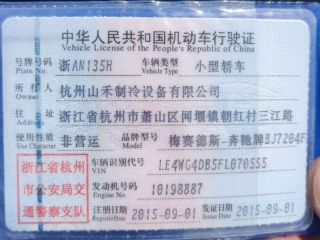 中华人民共和国机动车行驶证
Vehicle License of the People's Republic of China
号牌号码 浙AN135H 车辆类型 小型轿车
Plate No. Vehicle Type
所有人 杭州山禾制冷设备有限公司
Owner
住址 浙江省杭州市萧山区闻堰镇朝红村三江路
Address
使用性质 非营运 品牌型号 梅赛德斯-奔驰牌BJ7204F
Use Character Model
车辆识别代号 LE4WG4DB5FL070555
VIN
发动机号码 10198887
Engine No.
注册日期 2015-09-01 发证日期 2015-09-01
Register Date Issue Date
浙江省杭州
市公安局交
通警察支队